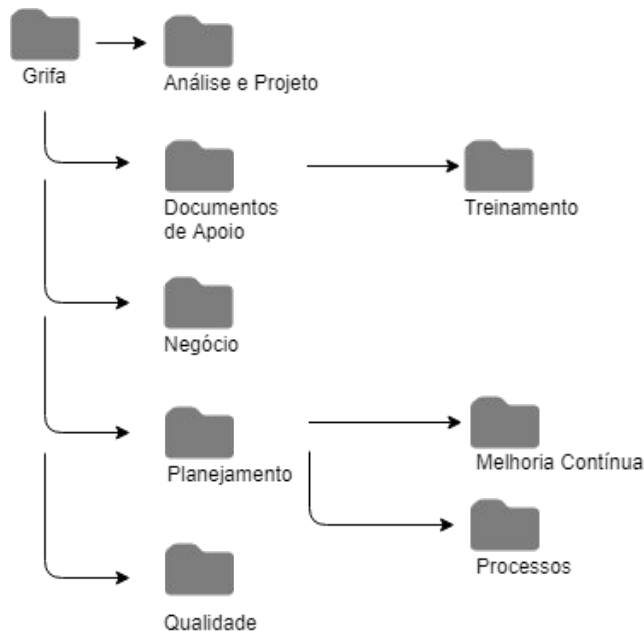 Grifa
Análise e Projeto
Documentos
de Apoio
Treinamento
Negócio
Planejamento
Melhoria Contínua
Processos
Qualidade